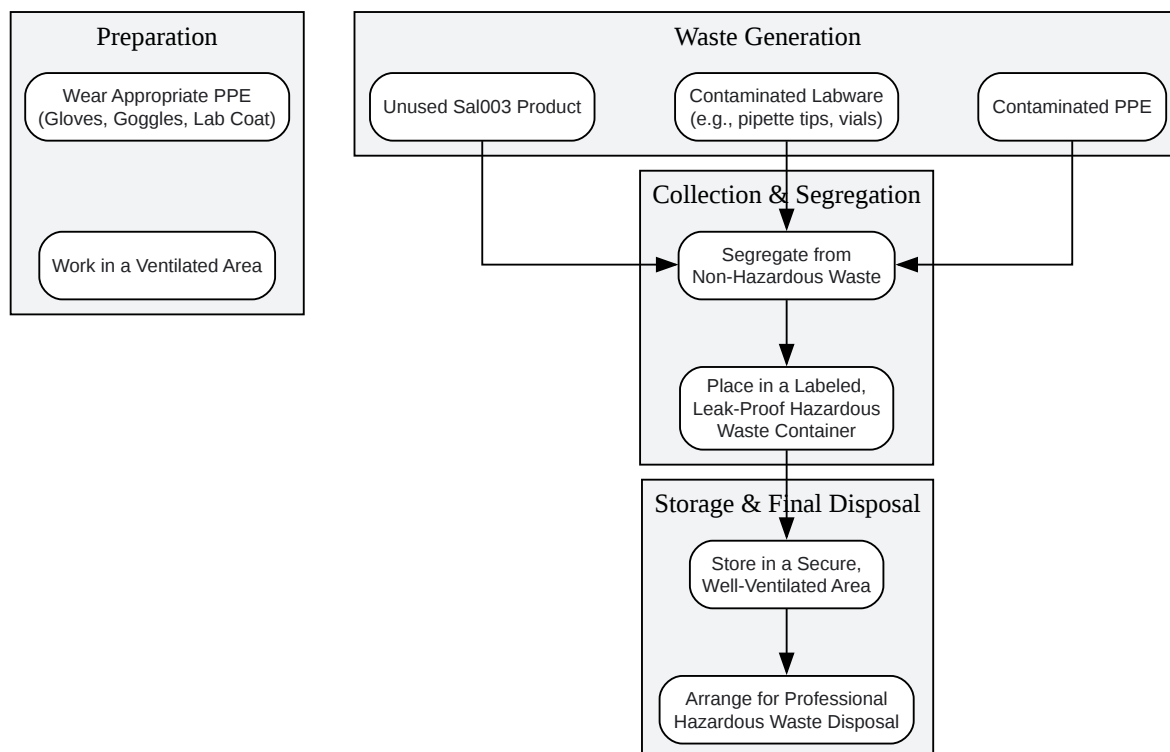 Preparation
Wear Appropriate PPE
(Gloves, Goggles, Lab Coat)
Work in a Ventilated Area
Waste Generation
Unused Sal003 Product
Contaminated Labware
(e.g., pipette tips, vials)
Contaminated PPE
Collection & Segregation
Segregate from
Non-Hazardous Waste
Place in a Labeled,
Leak-Proof Hazardous
Waste Container
Storage & Final Disposal
Store in a Secure,
Well-Ventilated Area
Arrange for Professional
Hazardous Waste Disposal